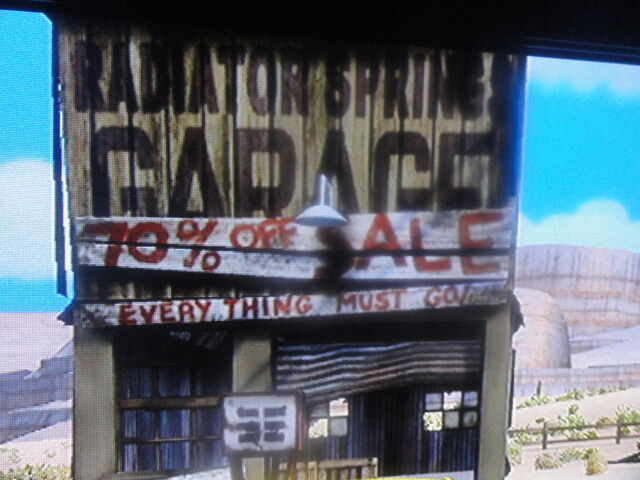 RADIATOR SPRINGS
GARAGE
70% OFF SALE
EVERY THING MUST GO!